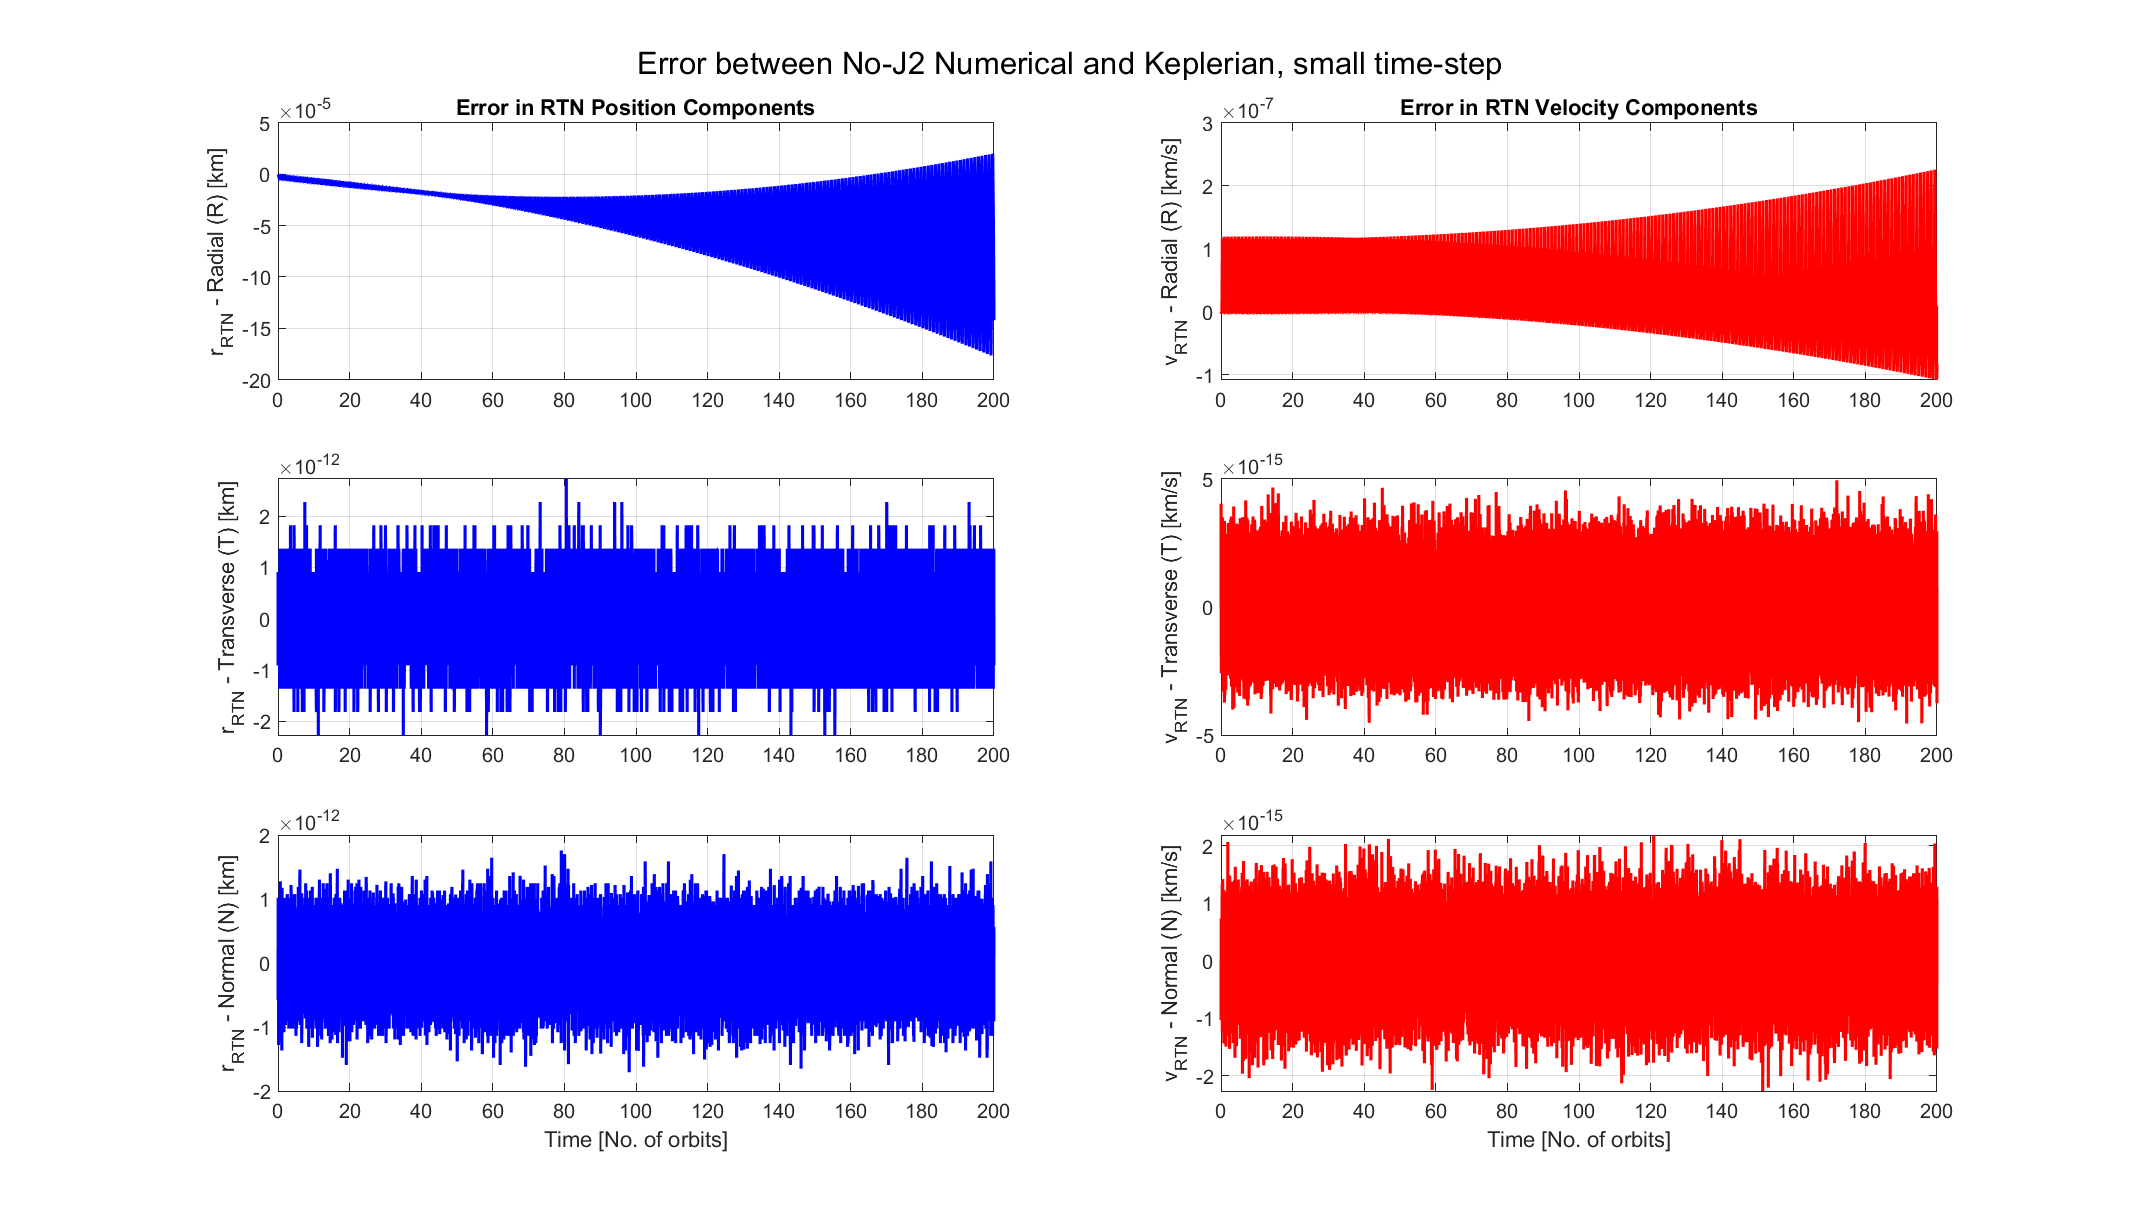 Error between No-J2 Numerical and Keplerian, small time-step
Error in RTN Position Components
×10^-5
r_RTN - Radial (R) [km]
5
0
-5
-10
-15
-20
0 20 40 60 80 100 120 140 160 180 200
Error in RTN Velocity Components
×10^-7
v_RTN - Radial (R) [km/s]
3
2
1
0
-1
0 20 40 60 80 100 120 140 160 180 200
×10^-12
r_RTN - Transverse (T) [km]
2
1
0
-1
-2
0 20 40 60 80 100 120 140 160 180 200
×10^-15
v_RTN - Transverse (T) [km/s]
5
0
-5
0 20 40 60 80 100 120 140 160 180 200
×10^-12
r_RTN - Normal (N) [km]
2
1
0
-1
-2
0 20 40 60 80 100 120 140 160 180 200
Time [No. of orbits]
×10^-15
v_RTN - Normal (N) [km/s]
2
1
0
-1
-2
0 20 40 60 80 100 120 140 160 180 200
Time [No. of orbits]